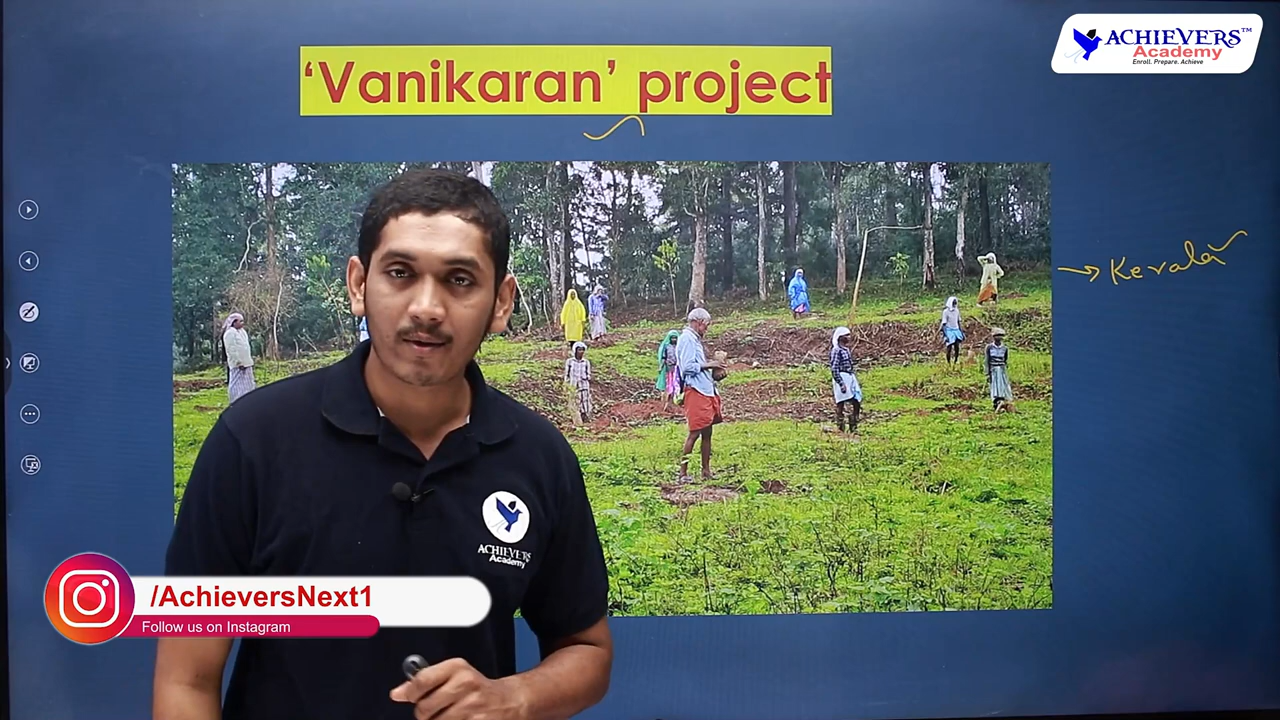 ACHIEVERS™
Academy
Enroll. Prepare. Achieve
‘Vanikaran’ project
→ Kerala
ACHIEVERS
Academy
/AchieversNext1
Follow us on Instagram